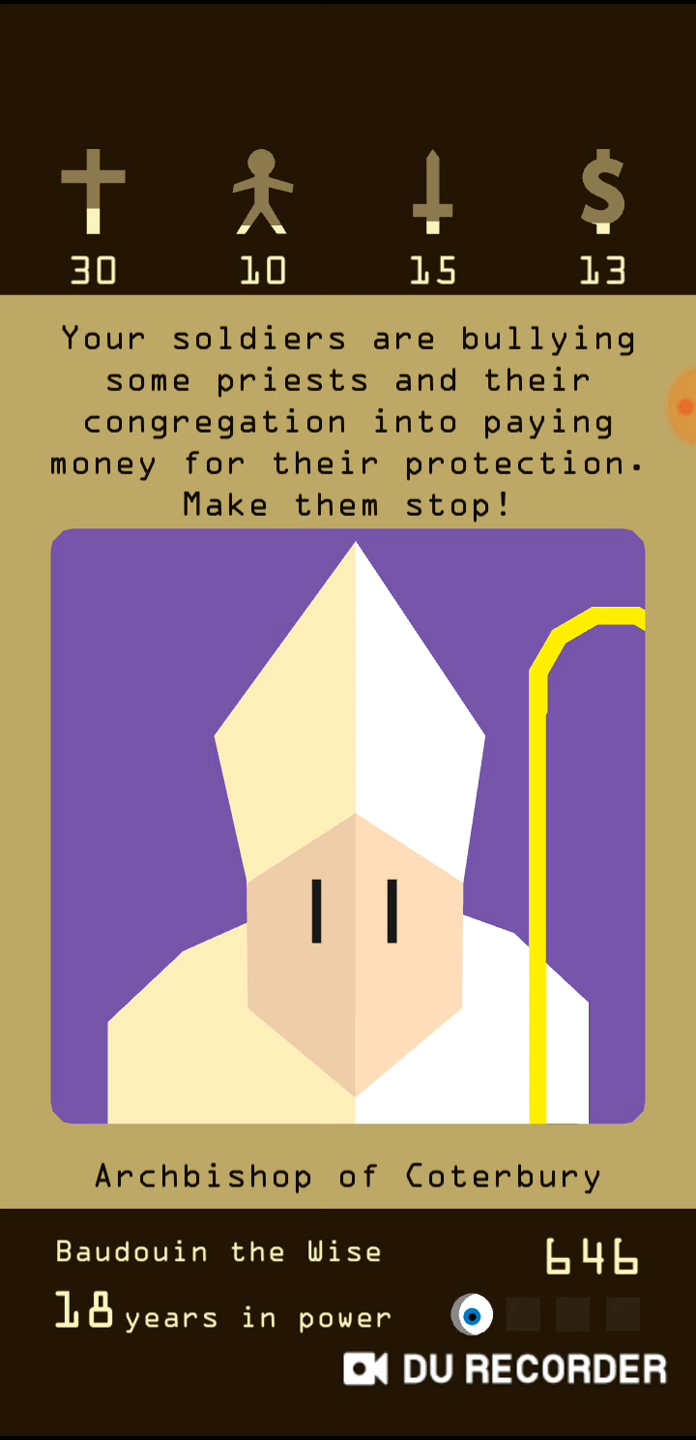 30 10 15 13
Your soldiers are bullying
some priests and their
congregation into paying
money for their protection.
Make them stop!
Archbishop of Coterbury
Baudouin the Wise 646
18 years in power
DU RECORDER